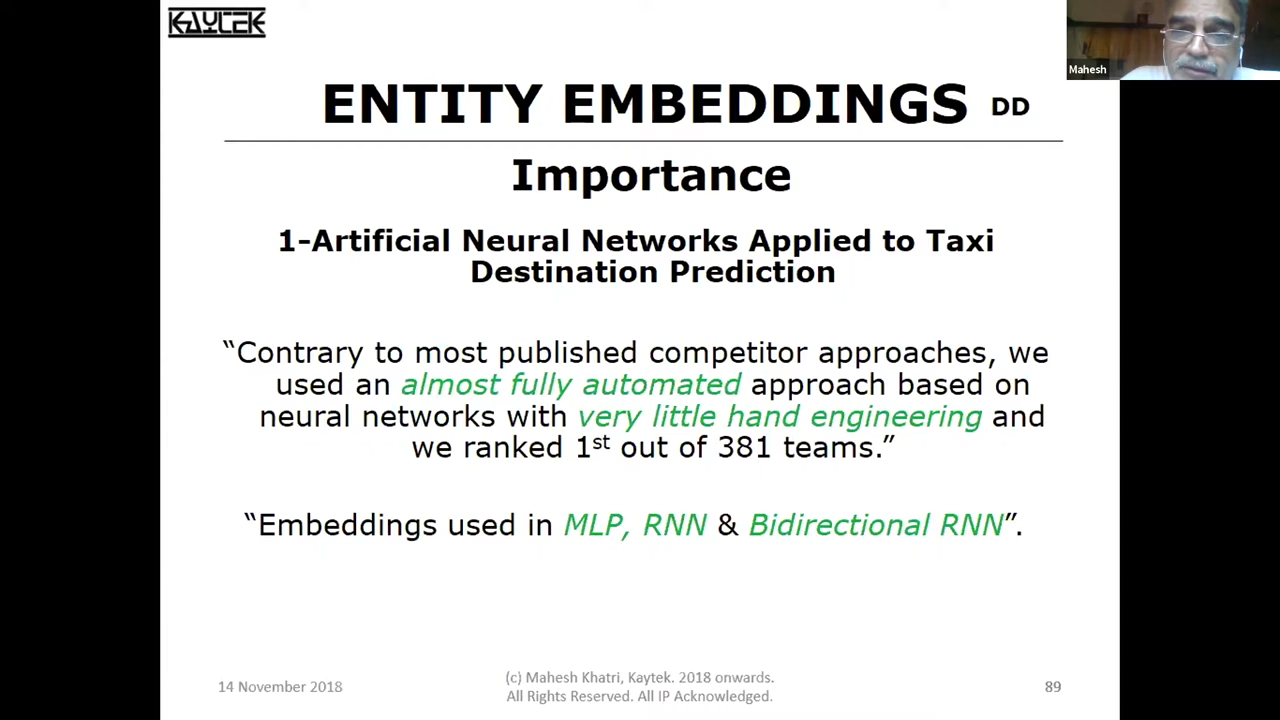 KAYTEK
Mahesh
ENTITY EMBEDDINGS DD
Importance
1-Artificial Neural Networks Applied to Taxi
Destination Prediction
“Contrary to most published competitor approaches, we
used an almost fully automated approach based on
neural networks with very little hand engineering and
we ranked 1st out of 381 teams.”
“Embeddings used in MLP, RNN & Bidirectional RNN”.
14 November 2018
(c) Mahesh Khatri, Kaytek. 2018 onwards.
All Rights Reserved. All IP Acknowledged.
89